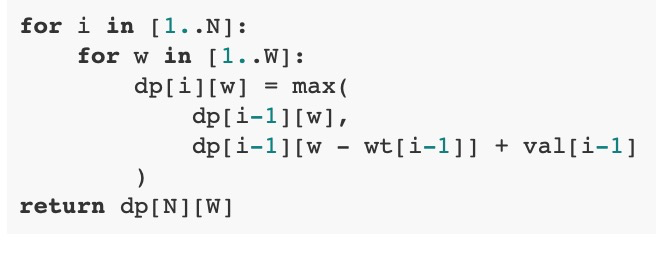 for i in [1..N]:
    for w in [1..W]:
        dp[i][w] = max(
            dp[i-1][w],
            dp[i-1][w - wt[i-1]] + val[i-1]
        )
return dp[N][W]